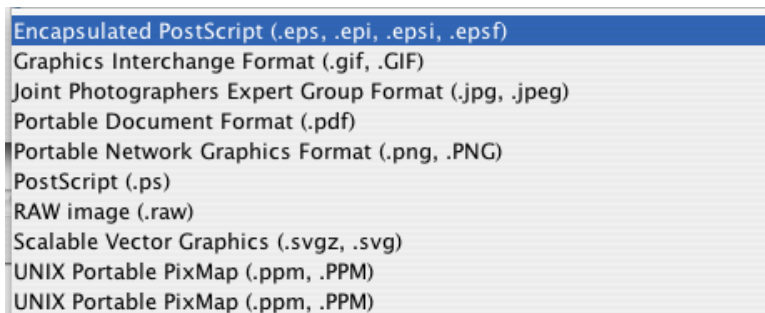 Encapsulated PostScript (.eps, .epi, .epsi, .epsf)
Graphics Interchange Format (.gif, .GIF)
Joint Photographers Expert Group Format (.jpg, .jpeg)
Portable Document Format (.pdf)
Portable Network Graphics Format (.png, .PNG)
PostScript (.ps)
RAW image (.raw)
Scalable Vector Graphics (.svgz, .svg)
UNIX Portable PixMap (.ppm, .PPM)
UNIX Portable PixMap (.ppm, .PPM)